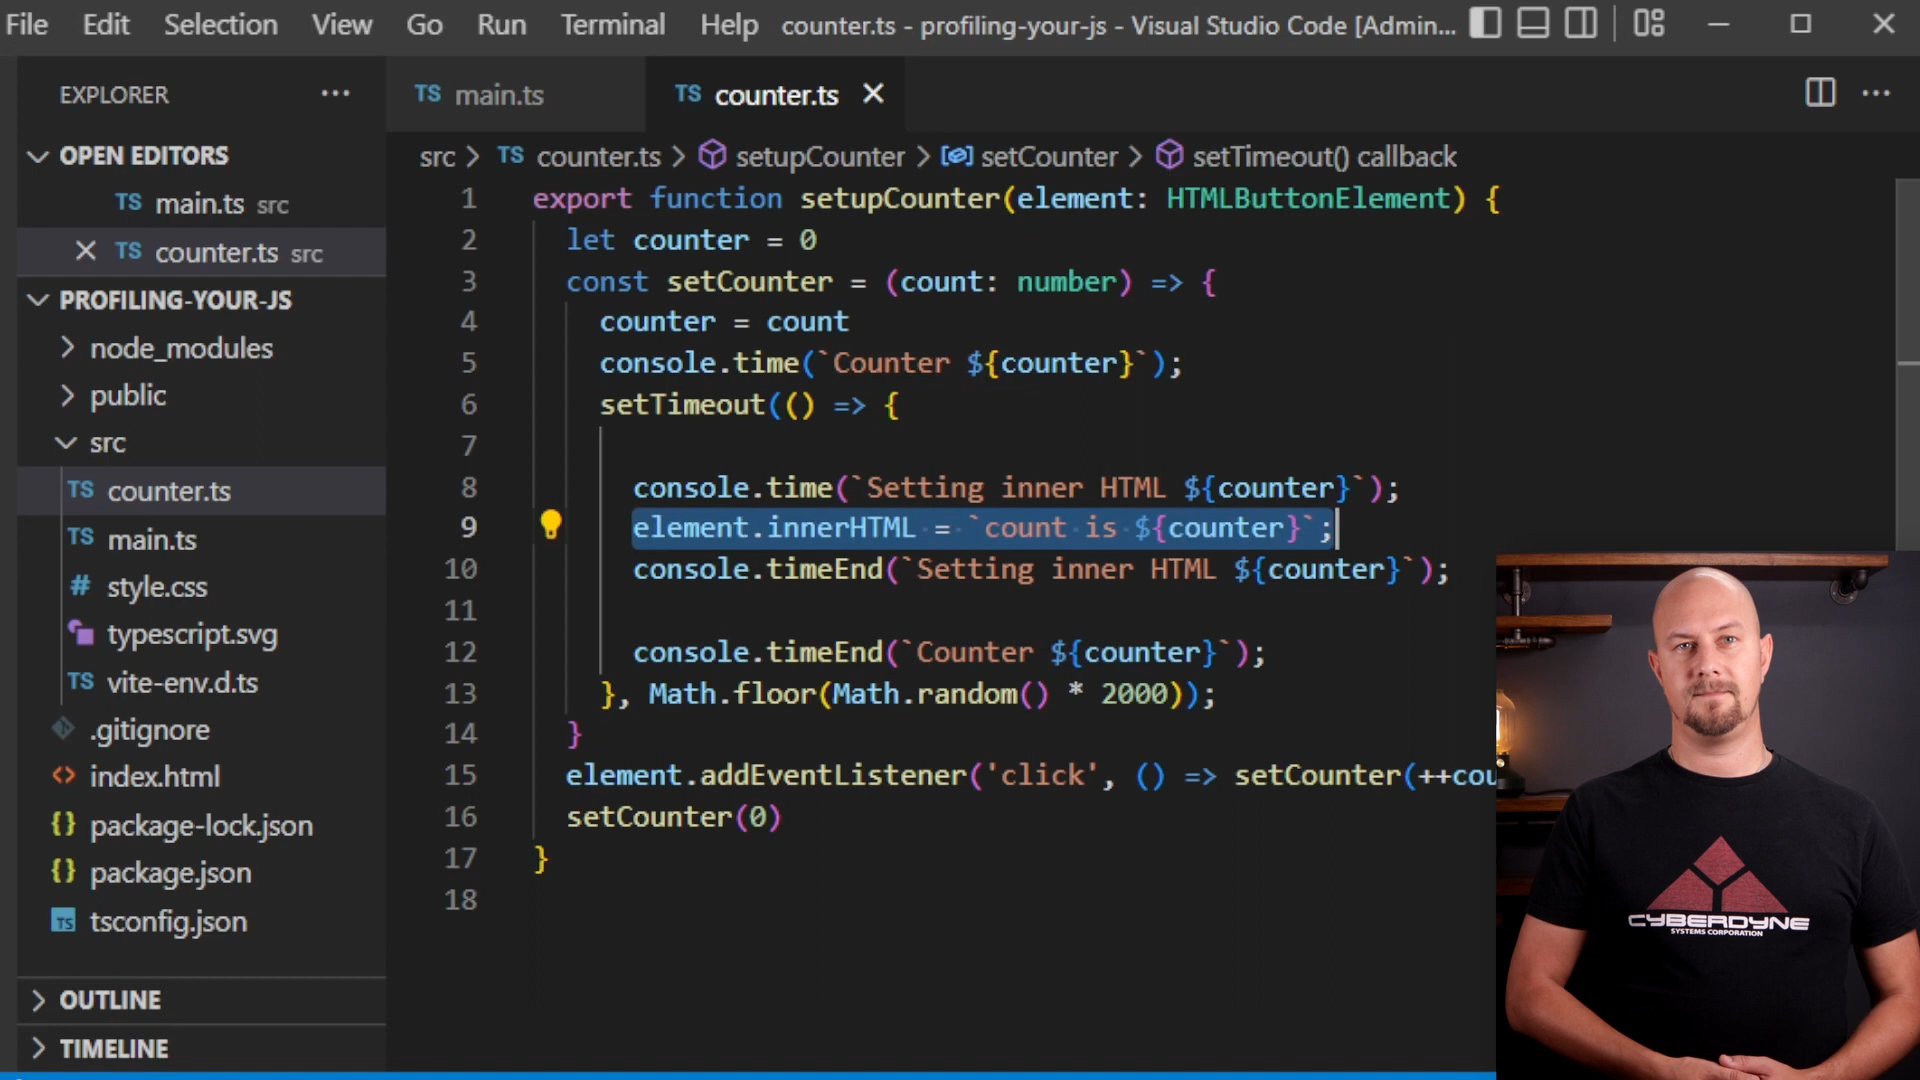 File Edit Selection View Go Run Terminal Help counter.ts - profiling-your-js - Visual Studio Code [Admin...
EXPLORER
OPEN EDITORS
TS main.ts src
TS counter.ts src
PROFILING-YOUR-JS
node_modules
public
src
TS counter.ts
TS main.ts
# style.css
typescript.svg
TS vite-env.d.ts
.gitignore
<> index.html
{} package-lock.json
{} package.json
TS tsconfig.json
OUTLINE
TIMELINE
TS main.ts TS counter.ts
src > TS counter.ts > setupCounter > setCounter > setTimeout() callback
1 export function setupCounter(element: HTMLButtonElement) {
2 let counter = 0
3 const setCounter = (count: number) => {
4 counter = count
5 console.time(`Counter ${counter}`);
6 setTimeout(() => {
7
8 console.time(`Setting inner HTML ${counter}`);
9 element.innerHTML = `count is ${counter}`;
10 console.timeEnd(`Setting inner HTML ${counter}`);
11
12 console.timeEnd(`Counter ${counter}`);
13 }, Math.floor(Math.random() * 2000));
14 }
15 element.addEventListener('click', () => setCounter(++cou
16 setCounter(0)
17 }
18
CYBERDYNE
SYSTEMS CORPORATION